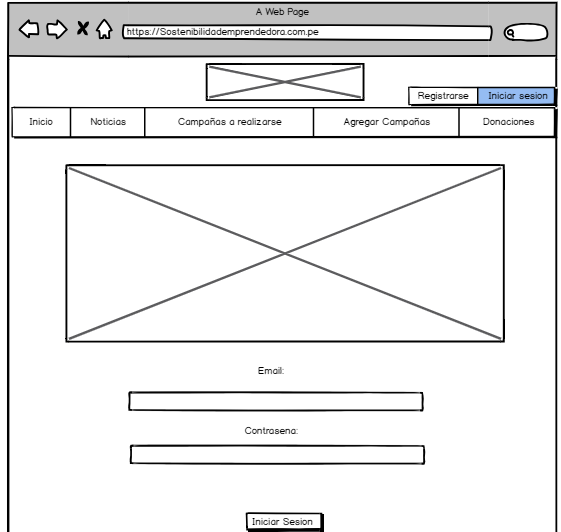 A Web Page
https://Sostenibilidademprendedora.com.pe
Registrarse Iniciar sesion
Inicio Noticias Campañas a realizarse Agregar Campañas Donaciones
Email:
Contrasena:
Iniciar Sesion